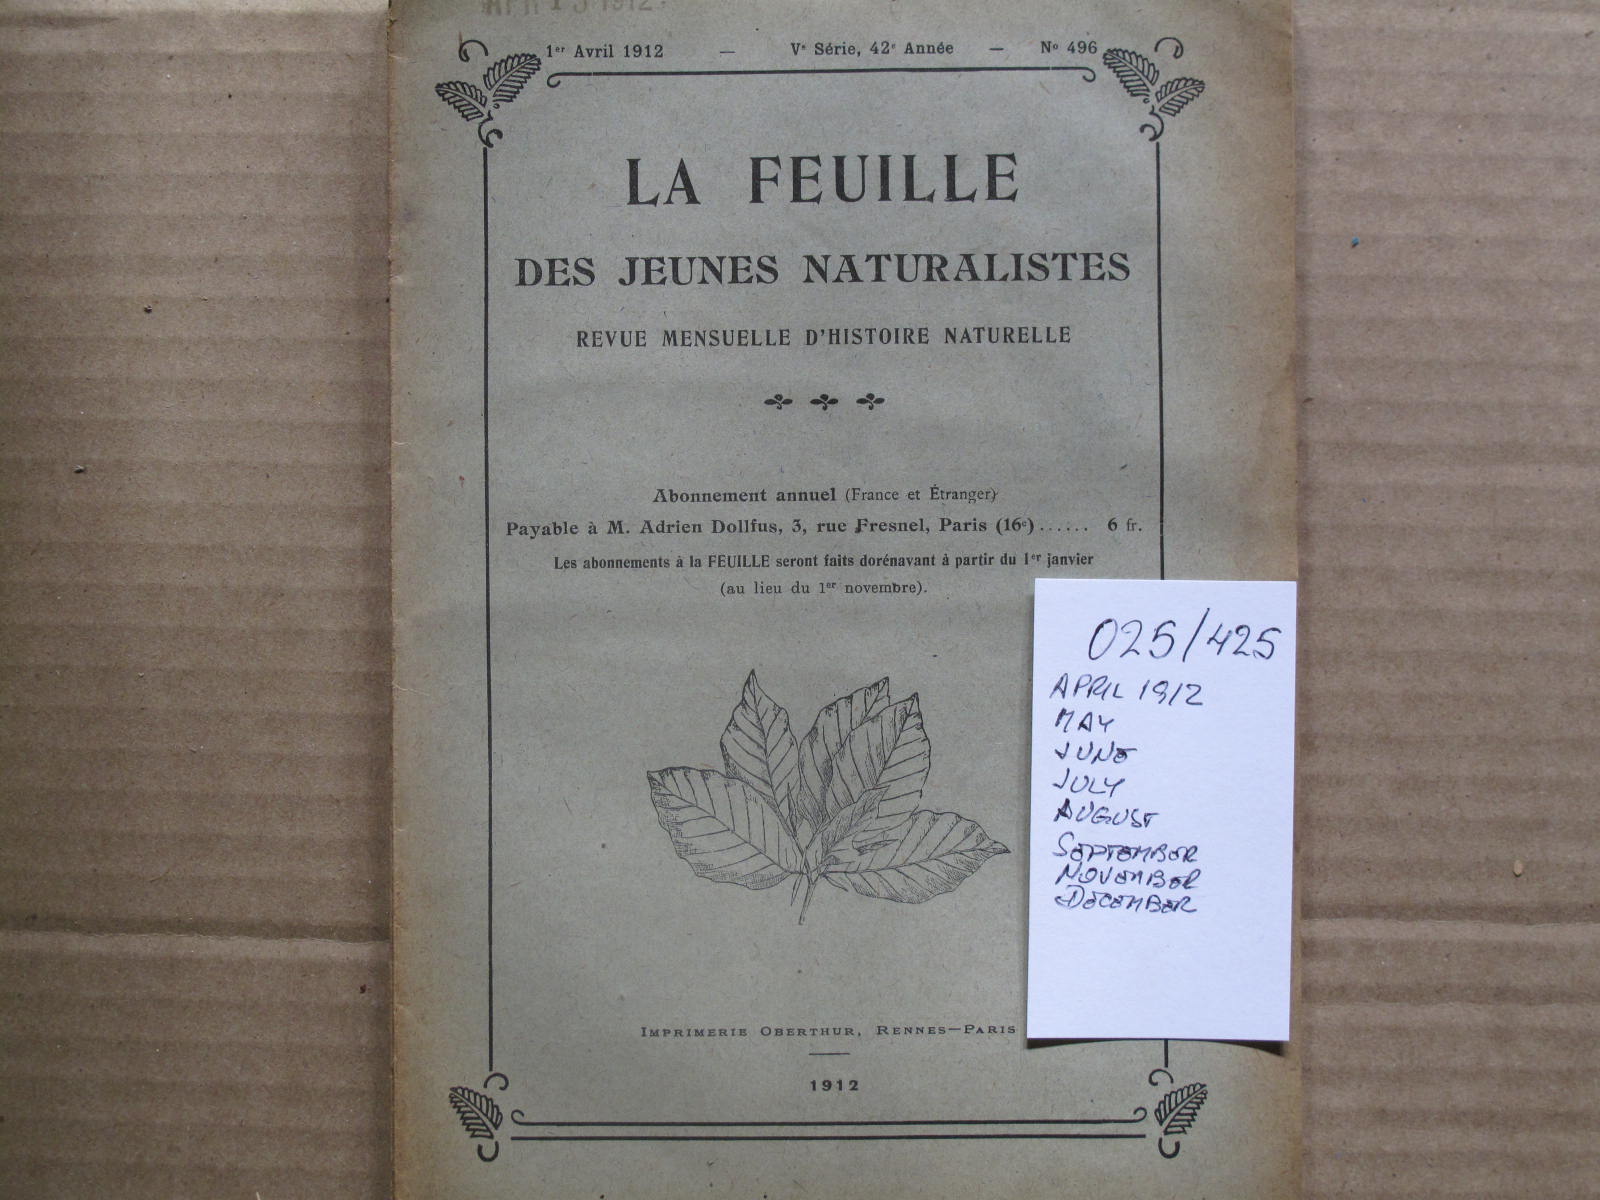 APR 15 1912
1er Avril 1912 — Ve Série, 42e Année — No 496
LA FEUILLE
DES JEUNES NATURALISTES
REVUE MENSUELLE D'HISTOIRE NATURELLE
Abonnement annuel (France et Étranger)
Payable à M. Adrien Dollfus, 3, rue Fresnel, Paris (16e)...... 6 fr.
Les abonnements à la FEUILLE seront faits dorénavant à partir du 1er janvier
(au lieu du 1er novembre).
025/425
APRIL 1912
MAY
JUNE
JULY
AUGUST
SEPTEMBER
NOVEMBER
DECEMBER
IMPRIMERIE OBERTHUR, RENNES—PARIS
1912